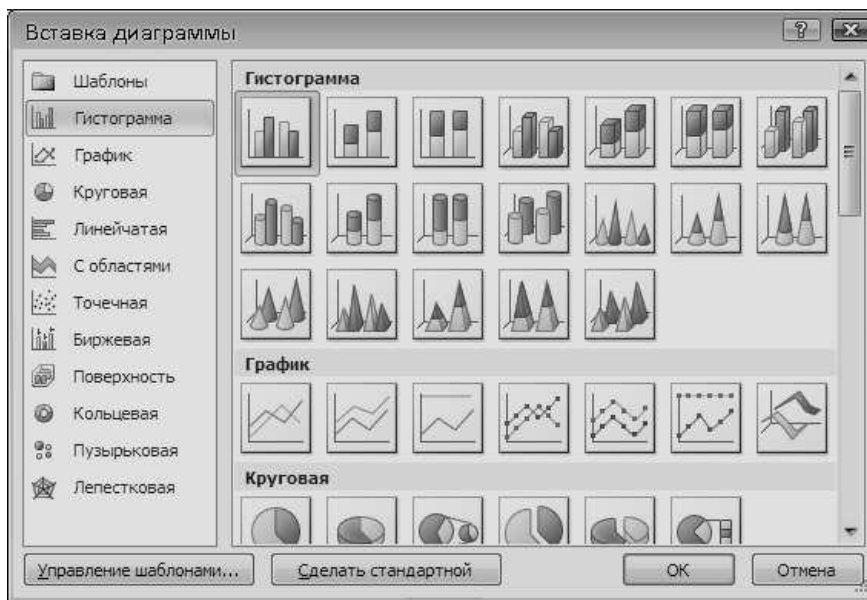 Вставка диаграммы
Шаблоны
Гистограмма
График
Круговая
Линейчатая
С областями
Точечная
Биржевая
Поверхность
Кольцевая
Пузырьковая
Лепестковая
Гистограмма
График
Круговая
Управление шаблонами...
Сделать стандартной
ОК
Отмена